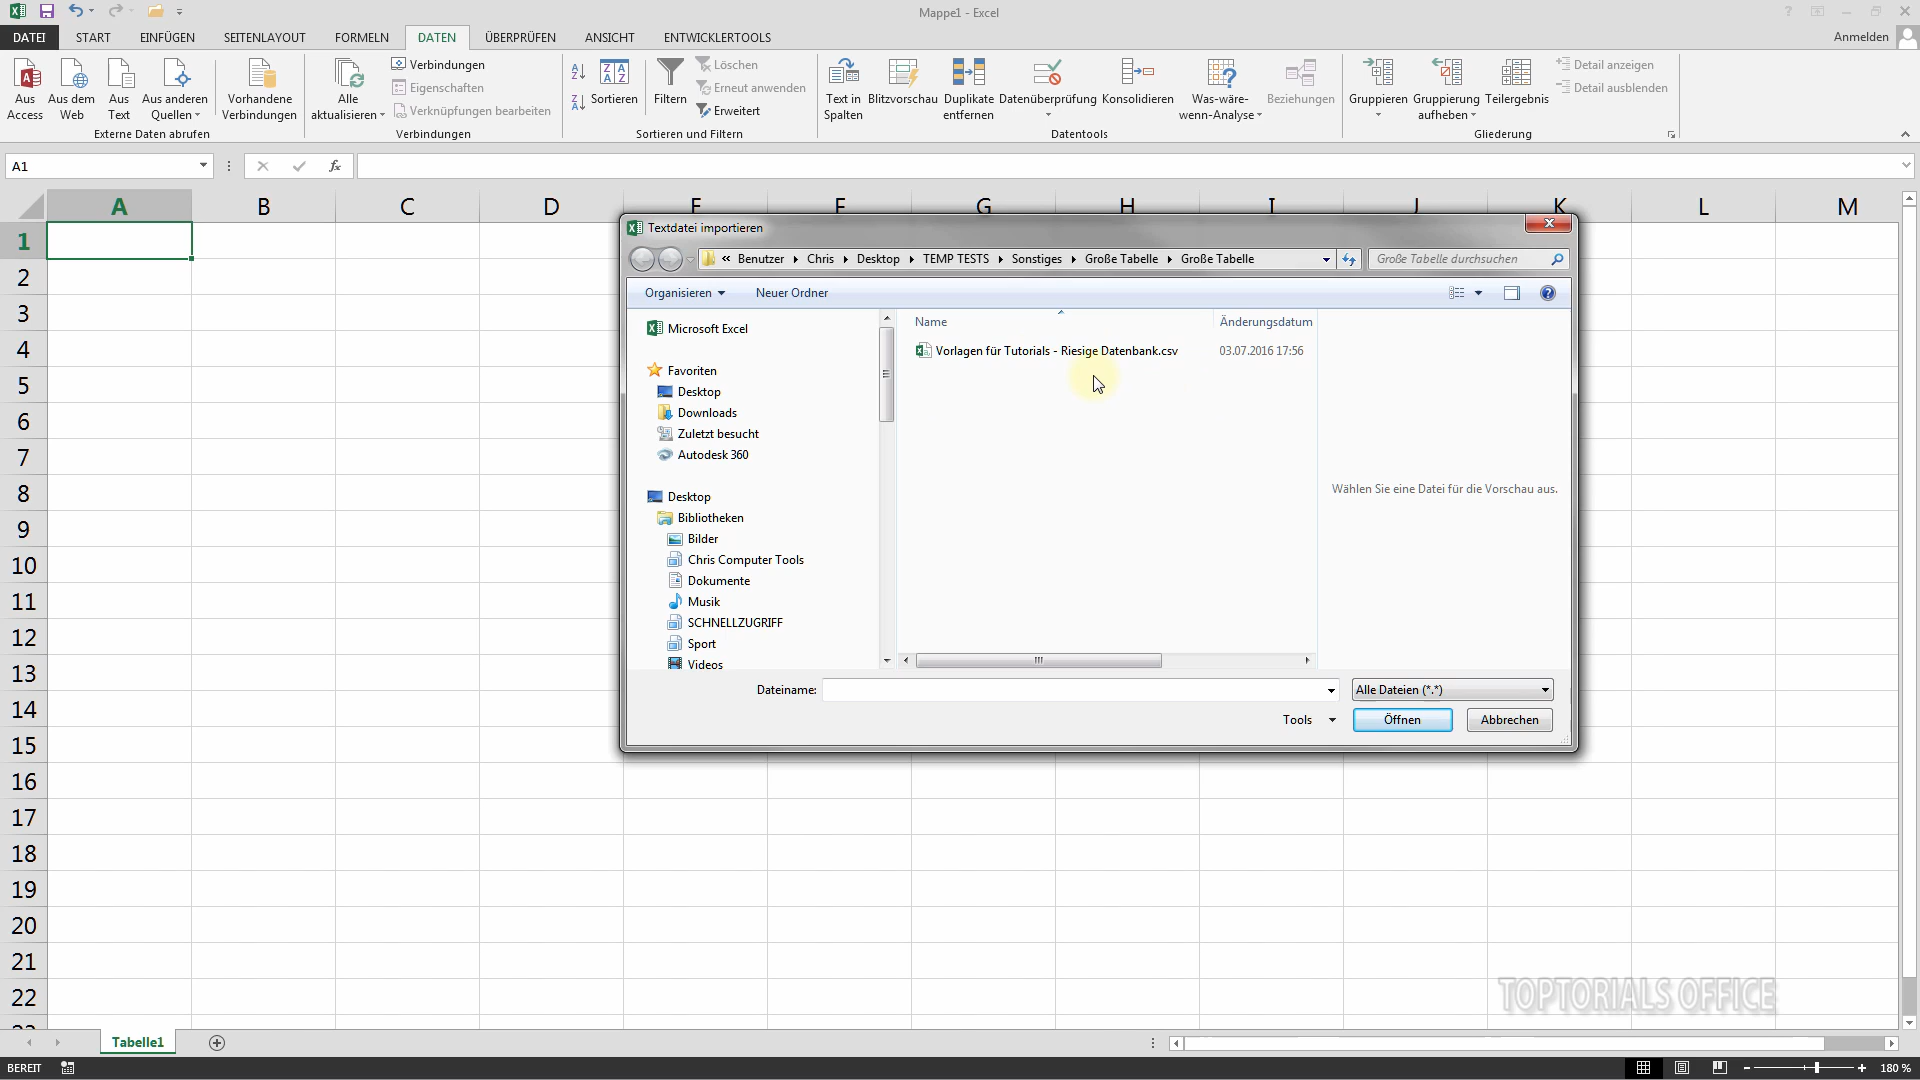 Mappe1 - Excel
DATEI START EINFÜGEN SEITENLAYOUT FORMELN DATEN ÜBERPRÜFEN ANSICHT ENTWICKLERTOOLS Anmelden
Aus Access
Aus dem Web
Aus Text
Aus anderen Quellen
Vorhandene Verbindungen
Externe Daten abrufen
Alle aktualisieren
Verbindungen
Eigenschaften
Verknüpfungen bearbeiten
Verbindungen
Sortieren
Filtern
Löschen
Erneut anwenden
Erweitert
Sortieren und Filtern
Text in Spalten
Blitzvorschau
Duplikate entfernen
Datenüberprüfung
Konsolidieren
Was-wäre-wenn-Analyse
Beziehungen
Datentools
Gruppieren
Gruppierung aufheben
Teilergebnis
Detail anzeigen
Detail ausblenden
Gliederung
A1
fx
A B C D E F G H I J K L M
1
2
3
4
5
6
7
8
9
10
11
12
13
14
15
16
17
18
19
20
21
22
23
Textdatei importieren
« Benutzer Chris Desktop TEMP TESTS Sonstiges Große Tabelle Große Tabelle
Große Tabelle durchsuchen
Organisieren Neuer Ordner
Microsoft Excel
Favoriten
Desktop
Downloads
Zuletzt besucht
Autodesk 360
Desktop
Bibliotheken
Bilder
Chris Computer Tools
Dokumente
Musik
SCHNELLZUGRIFF
Sport
Videos
Name Änderungsdatum
Vorlagen für Tutorials - Riesige Datenbank.csv 03.07.2016 17:56
Wählen Sie eine Datei für die Vorschau aus.
Dateiname: Alle Dateien (*.*)
Tools Öffnen Abbrechen
TOPTORIALS OFFICE
Tabelle1
BEREIT 180 %